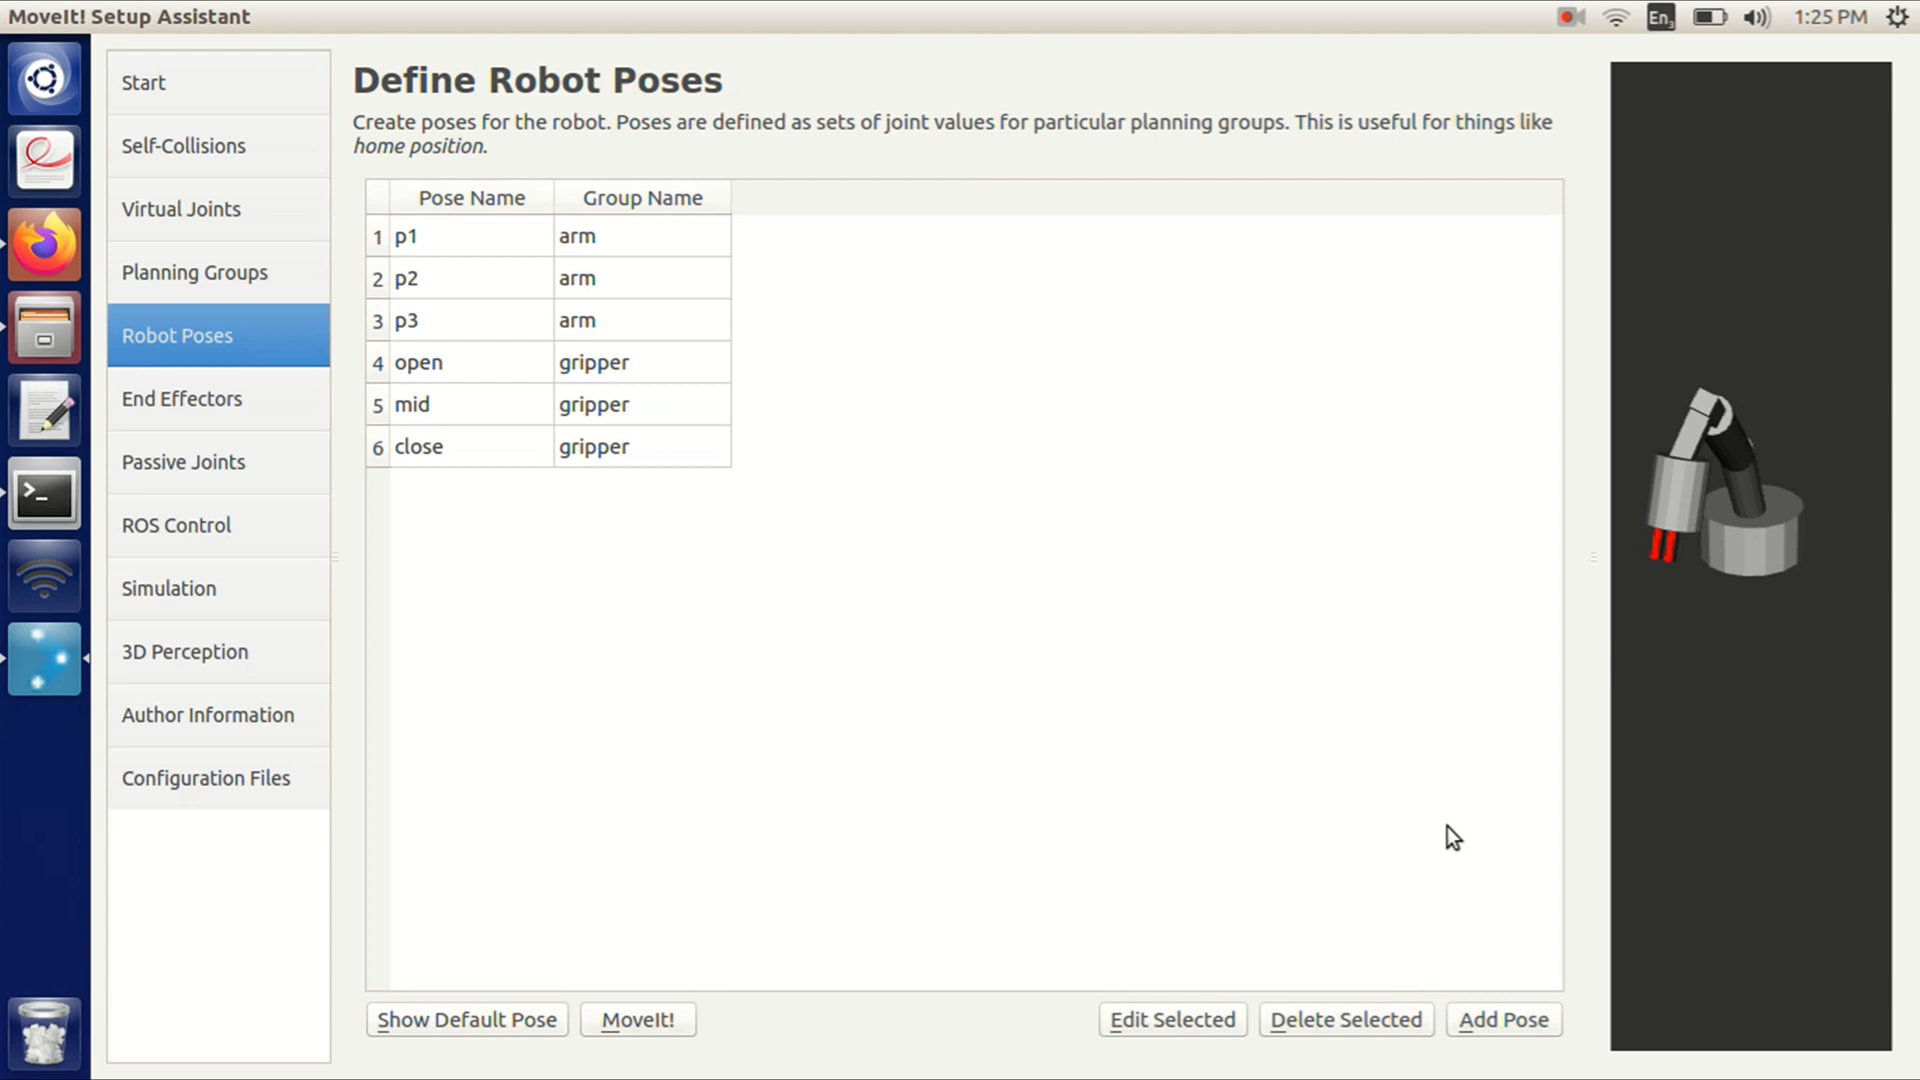 MoveIt! Setup Assistant
En3
1:25 PM
Start
Self-Collisions
Virtual Joints
Planning Groups
Robot Poses
End Effectors
Passive Joints
ROS Control
Simulation
3D Perception
Author Information
Configuration Files
Define Robot Poses
Create poses for the robot. Poses are defined as sets of joint values for particular planning groups. This is useful for things like
home position.
Pose Name Group Name
1 p1 arm
2 p2 arm
3 p3 arm
4 open gripper
5 mid gripper
6 close gripper
Show Default Pose MoveIt! Edit Selected Delete Selected Add Pose